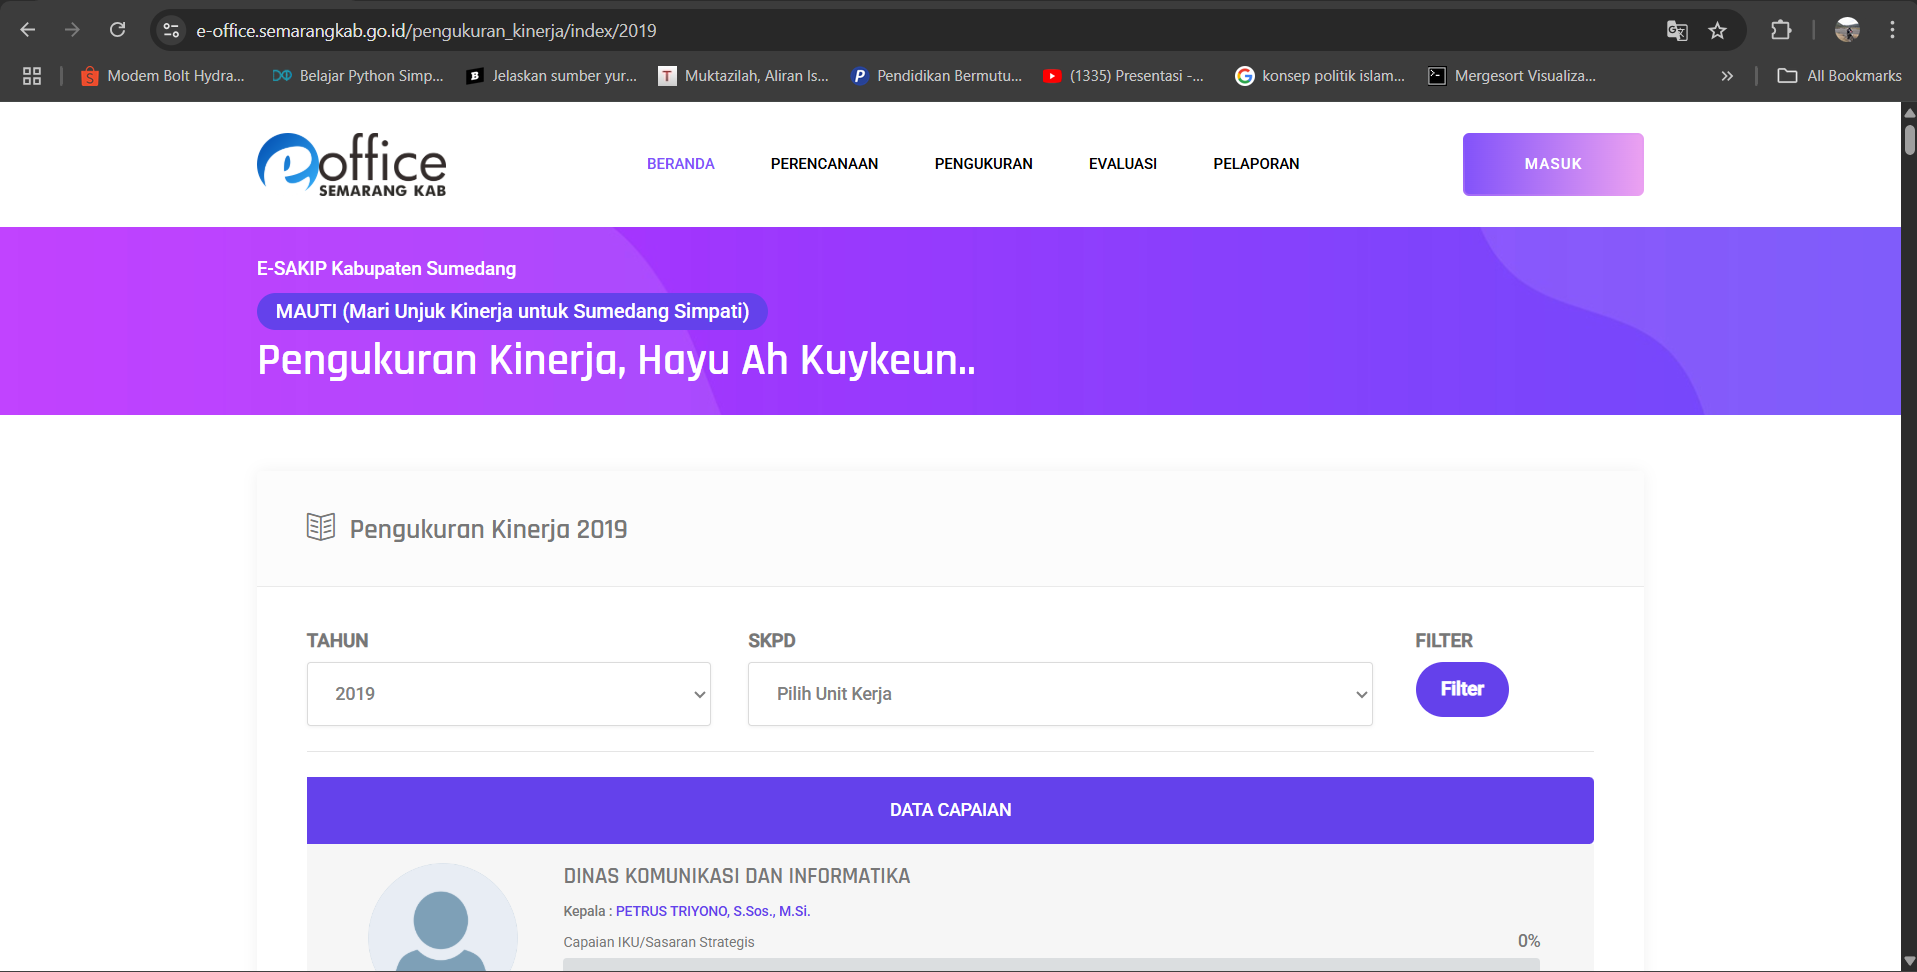 e-office.semarangkab.go.id/pengukuran_kinerja/index/2019
Modem Bolt Hydra... Belajar Python Simp... Jelaskan sumber yur... Muktazilah, Aliran Is... Pendidikan Bermutu... (1335) Presentasi -... konsep politik islam... Mergesort Visualiza... » All Bookmarks
eoffice
SEMARANG KAB
BERANDA PERENCANAAN PENGUKURAN EVALUASI PELAPORAN MASUK
E-SAKIP Kabupaten Sumedang
MAUTI (Mari Unjuk Kinerja untuk Sumedang Simpati)
Pengukuran Kinerja, Hayu Ah Kuykeun..
Pengukuran Kinerja 2019
TAHUN SKPD FILTER
2019 Pilih Unit Kerja Filter
DATA CAPAIAN
DINAS KOMUNIKASI DAN INFORMATIKA
Kepala : PETRUS TRIYONO, S.Sos., M.Si.
Capaian IKU/Sasaran Strategis 0%